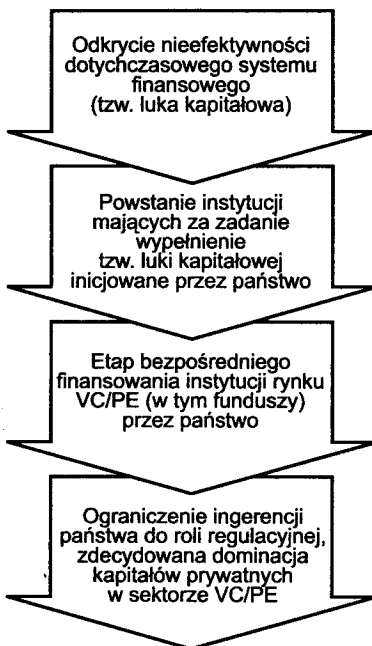 Odkrycie nieefektywności
dotychczasowego systemu
finansowego
(tzw. luka kapitałowa)
Powstanie instytucji
mających za zadanie
wypełnienie
tzw. luki kapitałowej
inicjowane przez państwo
Etap bezpośredniego
finansowania instytucji rynku
VC/PE (w tym funduszy)
przez państwo
Ograniczenie ingerencji
państwa do roli regulacyjnej,
zdecydowana dominacja
kapitałów prywatnych
w sektorze VC/PE